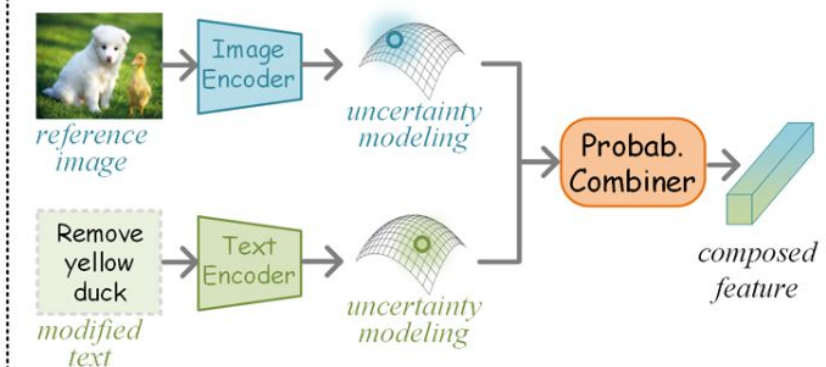 Image
Encoder
reference
image
uncertainty
modeling
Probab.
Combiner
composed
feature
Remove
yellow
duck
modified
text
Text
Encoder
uncertainty
modeling